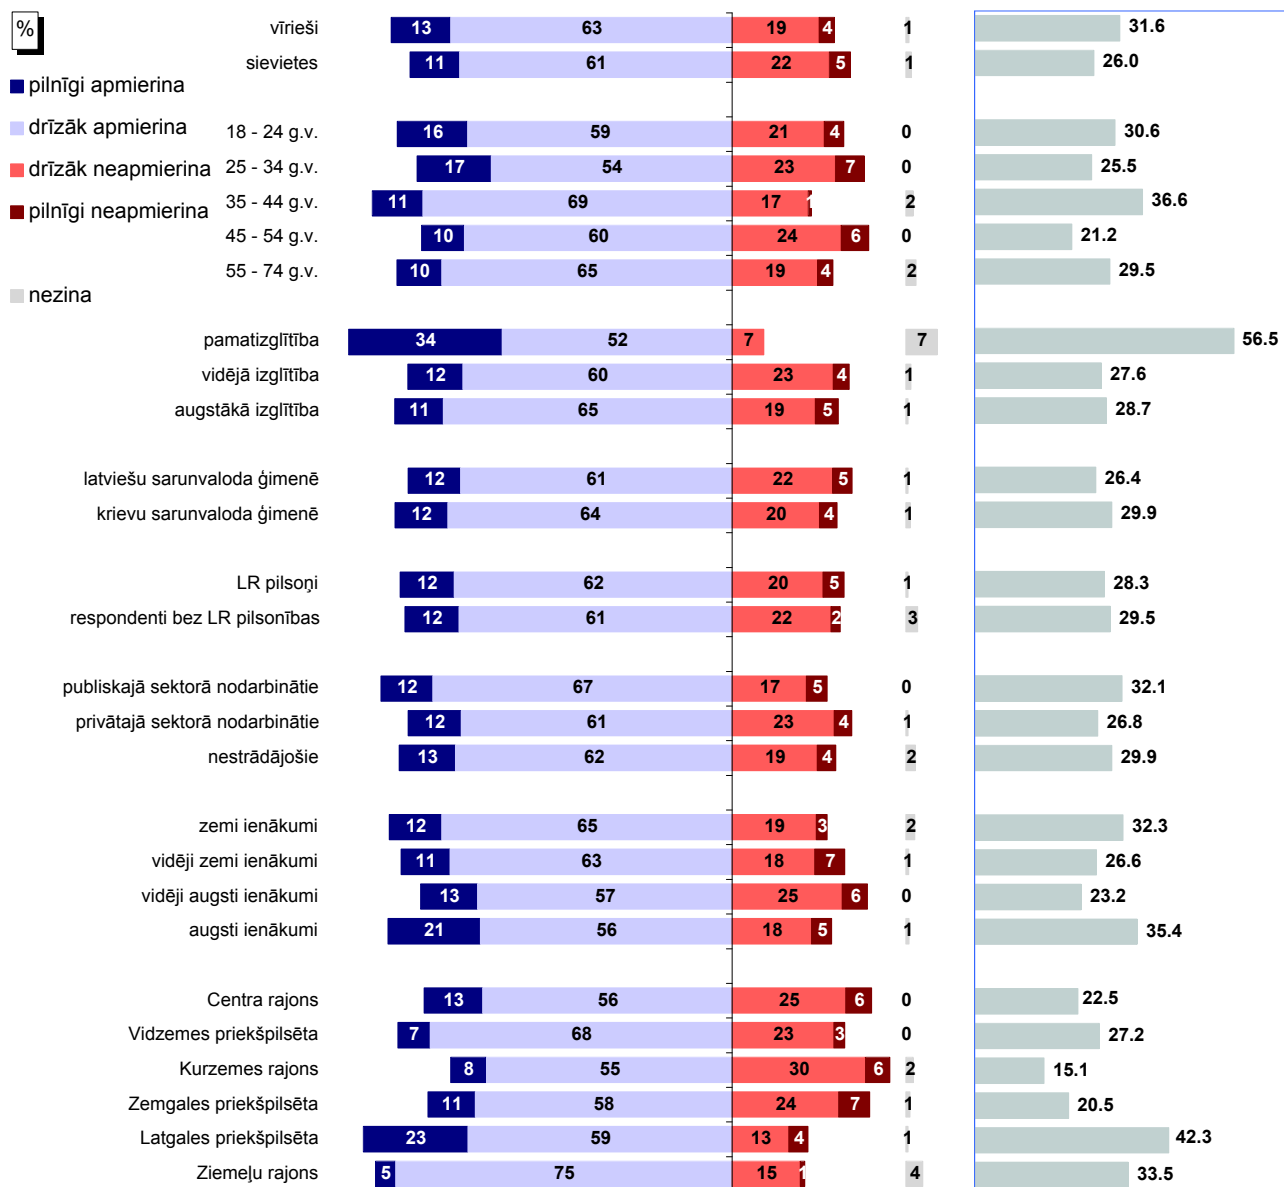 %
pilnīgi apmierina
drīzāk apmierina
drīzāk neapmierina
pilnīgi neapmierina
nezina
vīrieši 13 63 19 4 1 31.6
sievietes 11 61 22 5 1 26.0
18 - 24 g.v. 16 59 21 4 0 30.6
25 - 34 g.v. 17 54 23 7 0 25.5
35 - 44 g.v. 11 69 17 1 2 36.6
45 - 54 g.v. 10 60 24 6 0 21.2
55 - 74 g.v. 10 65 19 4 2 29.5
pamatizglītība 34 52 7 7 56.5
vidējā izglītība 12 60 23 4 1 27.6
augstākā izglītība 11 65 19 5 1 28.7
latviešu sarunvaloda ģimenē 12 61 22 5 1 26.4
krievu sarunvaloda ģimenē 12 64 20 4 1 29.9
LR pilsoņi 12 62 20 5 1 28.3
respondenti bez LR pilsonības 12 61 22 2 3 29.5
publiskajā sektorā nodarbinātie 12 67 17 5 0 32.1
privātajā sektorā nodarbinātie 12 61 23 4 1 26.8
nestrādājošie 13 62 19 4 2 29.9
zemi ienākumi 12 65 19 3 2 32.3
vidēji zemi ienākumi 11 63 18 7 1 26.6
vidēji augsti ienākumi 13 57 25 6 0 23.2
augsti ienākumi 21 56 18 5 1 35.4
Centra rajons 13 56 25 6 0 22.5
Vidzemes priekšpilsēta 7 68 23 3 0 27.2
Kurzemes rajons 8 55 30 6 2 15.1
Zemgales priekšpilsēta 11 58 24 7 1 20.5
Latgales priekšpilsēta 23 59 13 4 1 42.3
Ziemeļu rajons 5 75 15 1 4 33.5